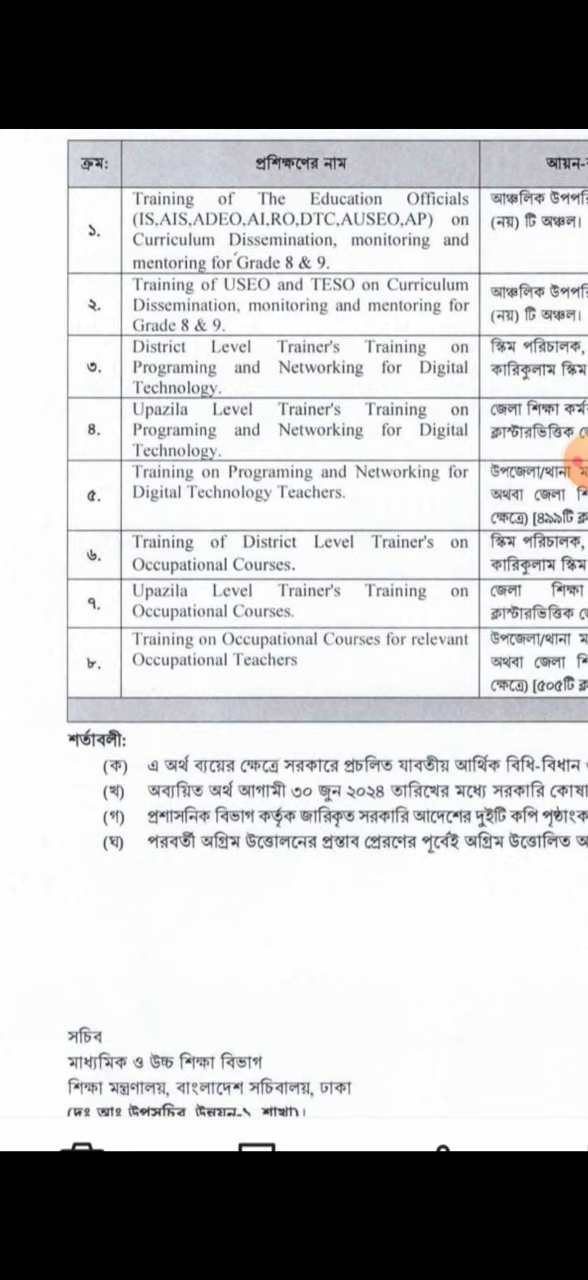 ক্রম:
প্রশিক্ষণের নাম
আয়ন-
১.
Training of The Education Officials
(IS,AIS,ADEO,AI,RO,DTC,AUSEO,AP) on
Curriculum Dissemination, monitoring and
mentoring for Grade 8 & 9.
আঞ্চলিক উপপরি
(নয়) টি অঞ্চল।
২.
Training of USEO and TESO on Curriculum
Dissemination, monitoring and mentoring for
Grade 8 & 9.
আঞ্চলিক উপপরি
(নয়) টি অঞ্চল।
৩.
District Level Trainer's Training on
Programing and Networking for Digital
Technology.
স্কিম পরিচালক,
কারিকুলাম স্কিম
৪.
Upazila Level Trainer's Training on
Programing and Networking for Digital
Technology.
জেলা শিক্ষা কর্ম
ক্লাস্টারভিত্তিক
৫.
Training on Programing and Networking for
Digital Technology Teachers.
উপজেলা/থানা
অথবা জেলা শি
ক্ষেত্রে) [৪৯৯টি
৬.
Training of District Level Trainer's on
Occupational Courses.
স্কিম পরিচালক,
কারিকুলাম স্কিম
৭.
Upazila Level Trainer's Training on
Occupational Courses.
জেলা শিক্ষা
ক্লাস্টারভিত্তিক
৮.
Training on Occupational Courses for relevant
Occupational Teachers
উপজেলা/থানা ম
অথবা জেলা শি
ক্ষেত্রে) [৫০৫টি
শর্তাবলী:
(ক) এ অর্থ ব্যয়ের ক্ষেত্রে সরকারে প্রচলিত যাবতীয় আর্থিক বিধি-বিধান
(খ) অব্যয়িত অর্থ আগামী ৩০ জুন ২০২৪ তারিখের মধ্যে সরকারি কোষা
(গ) প্রশাসনিক বিভাগ কর্তৃক জারিকৃত সরকারি আদেশের দুইটি কপি পৃষ্ঠাংক
(ঘ) পরবর্তী অগ্রিম উত্তোলনের প্রস্তাব প্রেরণের পূর্বেই অগ্রিম উত্তোলিত অ
সচিব
মাধ্যমিক ও উচ্চ শিক্ষা বিভাগ
শিক্ষা মন্ত্রণালয়, বাংলাদেশ সচিবালয়, ঢাকা
(দৃঃ আঃ উপসচিব উন্নয়ন-১ শাখা)।